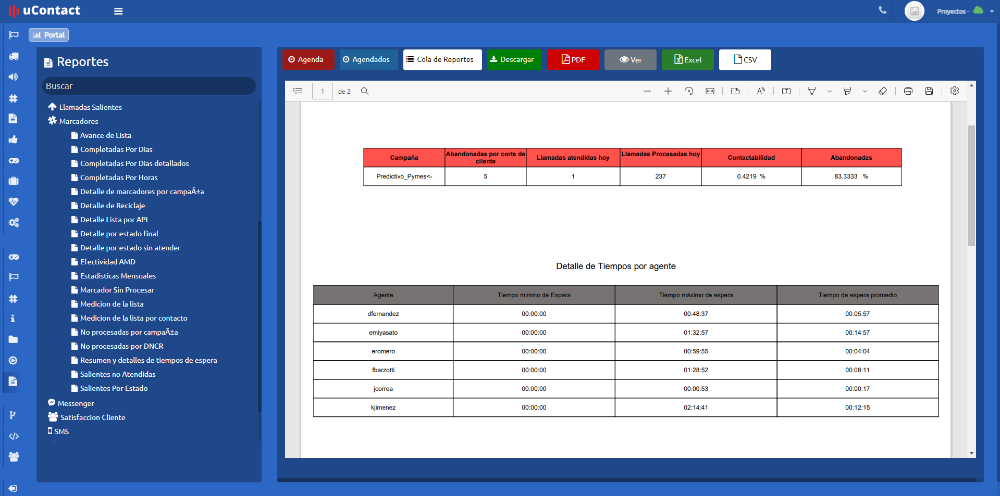 uContact
Proyectos -
Portal
Reportes
Buscar
Llamadas Salientes
Marcadores
Avance de Lista
Completadas Por Dias
Completadas Por Dias detallados
Completadas Por Horas
Detalle de marcadores por campaÃ±a
Detalle de Reciclaje
Detalle Lista por API
Detalle por estado final
Detalle por estado sin atender
Efectividad AMD
Estadisticas Mensuales
Marcador Sin Procesar
Medicion de la lista
Medicion de la lista por contacto
No procesadas por campaÃ±a
No procesadas por DNCR
Resumen y detalles de tiempos de espera
Salientes no Atendidas
Salientes Por Estado
Messenger
Satisfaccion Cliente
SMS
Agenda Agendados Cola de Reportes Descargar PDF Ver Excel CSV
1 de 2
Campaña Abandonadas por corte de cliente Llamadas atendidas hoy Llamadas Procesadas hoy Contactabilidad Abandonadas
Predictivo_Pymes<- 5 1 237 0.4219 % 83.3333 %
Detalle de Tiempos por agente
Agente Tiempo minimo de Espera Tiempo máximo de espera Tiempo de espera promedio
dfernandez 00:00:00 00:48:37 00:05:57
emiyasato 00:00:00 01:32:57 00:14:57
eromero 00:00:00 00:59:55 00:04:04
fbarzotti 00:00:00 01:28:52 00:08:11
jcorrea 00:00:00 00:00:53 00:00:17
kjimenez 00:00:00 02:14:41 00:12:15